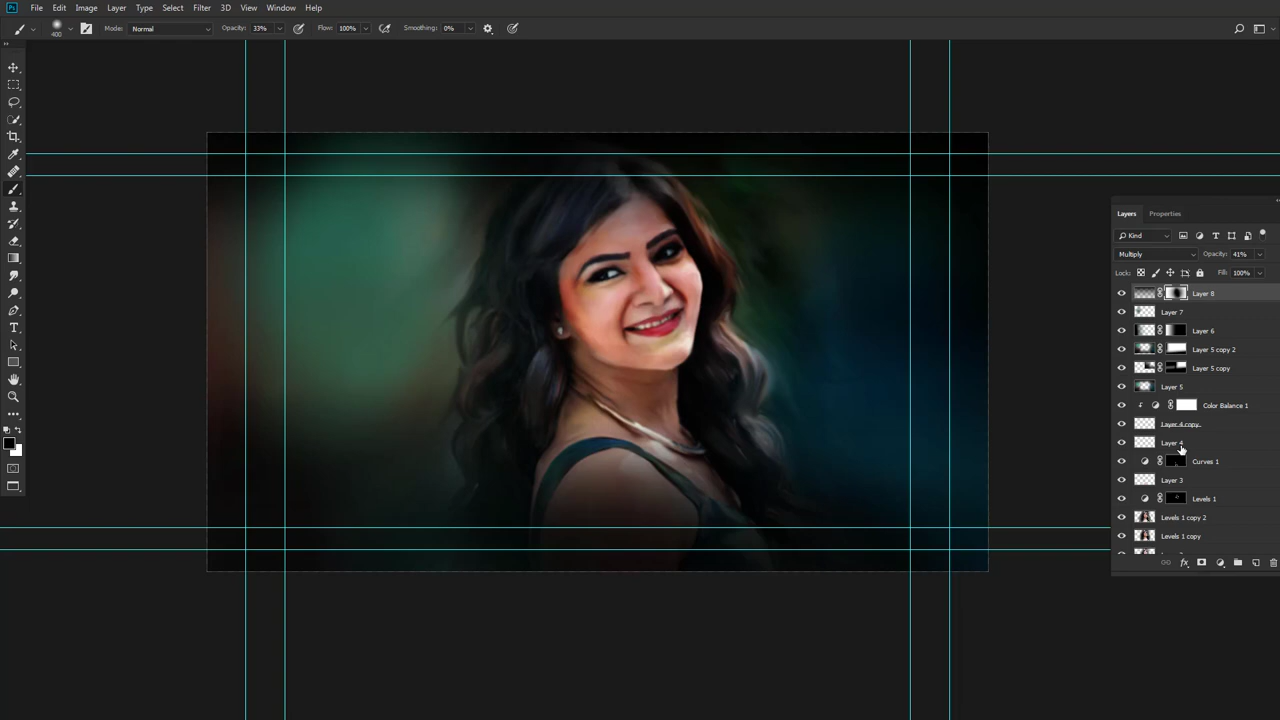 Ps File Edit Image Layer Type Select Filter 3D View Window Help
400 Mode: Normal Opacity: 33% Flow: 100% Smoothing: 0%
Layers Properties
Kind
Multiply Opacity: 41%
Lock: Fill: 100%
Layer 8
Layer 7
Layer 6
Layer 5 copy 2
Layer 5 copy
Layer 5
Color Balance 1
Layer 4 copy
Layer 4
Curves 1
Layer 3
Levels 1
Levels 1 copy 2
Levels 1 copy
fx